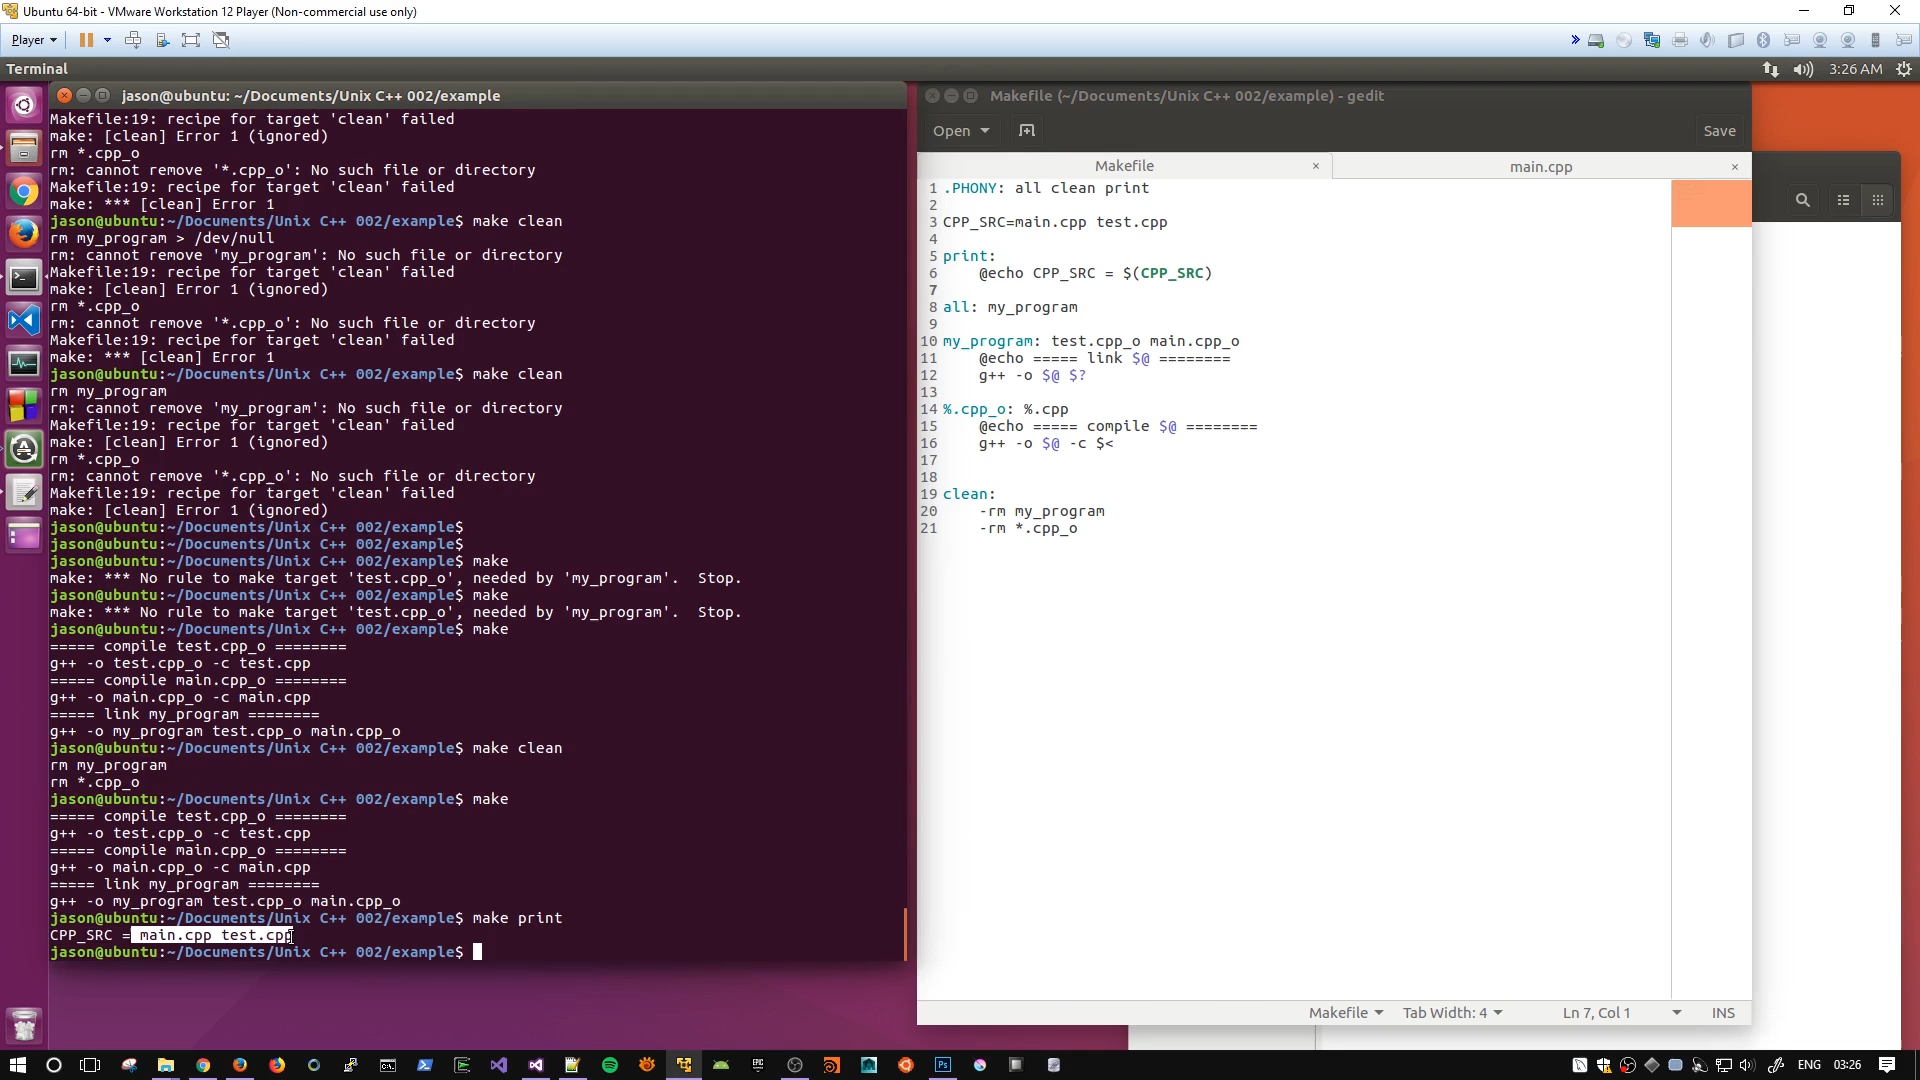 Ubuntu 64-bit - VMware Workstation 12 Player (Non-commercial use only)
Player
Terminal
3:26 AM
jason@ubuntu: ~/Documents/Unix C++ 002/example
Makefile:19: recipe for target 'clean' failed
make: [clean] Error 1 (ignored)
rm *.cpp_o
rm: cannot remove '*.cpp_o': No such file or directory
Makefile:19: recipe for target 'clean' failed
make: *** [clean] Error 1
jason@ubuntu:~/Documents/Unix C++ 002/example$ make clean
rm my_program > /dev/null
rm: cannot remove 'my_program': No such file or directory
Makefile:19: recipe for target 'clean' failed
make: [clean] Error 1 (ignored)
rm *.cpp_o
rm: cannot remove '*.cpp_o': No such file or directory
Makefile:19: recipe for target 'clean' failed
make: *** [clean] Error 1
jason@ubuntu:~/Documents/Unix C++ 002/example$ make clean
rm my_program
rm: cannot remove 'my_program': No such file or directory
Makefile:19: recipe for target 'clean' failed
make: [clean] Error 1 (ignored)
rm *.cpp_o
rm: cannot remove '*.cpp_o': No such file or directory
Makefile:19: recipe for target 'clean' failed
make: [clean] Error 1 (ignored)
jason@ubuntu:~/Documents/Unix C++ 002/example$
jason@ubuntu:~/Documents/Unix C++ 002/example$
jason@ubuntu:~/Documents/Unix C++ 002/example$ make
make: *** No rule to make target 'test.cpp_o', needed by 'my_program'.  Stop.
jason@ubuntu:~/Documents/Unix C++ 002/example$ make
make: *** No rule to make target 'test.cpp_o', needed by 'my_program'.  Stop.
jason@ubuntu:~/Documents/Unix C++ 002/example$ make
===== compile test.cpp_o ========
g++ -o test.cpp_o -c test.cpp
===== compile main.cpp_o ========
g++ -o main.cpp_o -c main.cpp
===== link my_program ========
g++ -o my_program test.cpp_o main.cpp_o
jason@ubuntu:~/Documents/Unix C++ 002/example$ make clean
rm my_program
rm *.cpp_o
jason@ubuntu:~/Documents/Unix C++ 002/example$ make
===== compile test.cpp_o ========
g++ -o test.cpp_o -c test.cpp
===== compile main.cpp_o ========
g++ -o main.cpp_o -c main.cpp
===== link my_program ========
g++ -o my_program test.cpp_o main.cpp_o
jason@ubuntu:~/Documents/Unix C++ 002/example$ make print
CPP_SRC = main.cpp test.cpp
jason@ubuntu:~/Documents/Unix C++ 002/example$
Makefile (~/Documents/Unix C++ 002/example) - gedit
Open
Save
Makefile
main.cpp
1 .PHONY: all clean print
2
3 CPP_SRC=main.cpp test.cpp
4
5 print:
6     @echo CPP_SRC = $(CPP_SRC)
7
8 all: my_program
9
10 my_program: test.cpp_o main.cpp_o
11     @echo ===== link $@ ========
12     g++ -o $@ $?
13
14 %.cpp_o: %.cpp
15     @echo ===== compile $@ ========
16     g++ -o $@ -c $<
17
18
19 clean:
20     -rm my_program
21     -rm *.cpp_o
Makefile
Tab Width: 4
Ln 7, Col 1
INS
EPIC
Ps
ENG
03:26